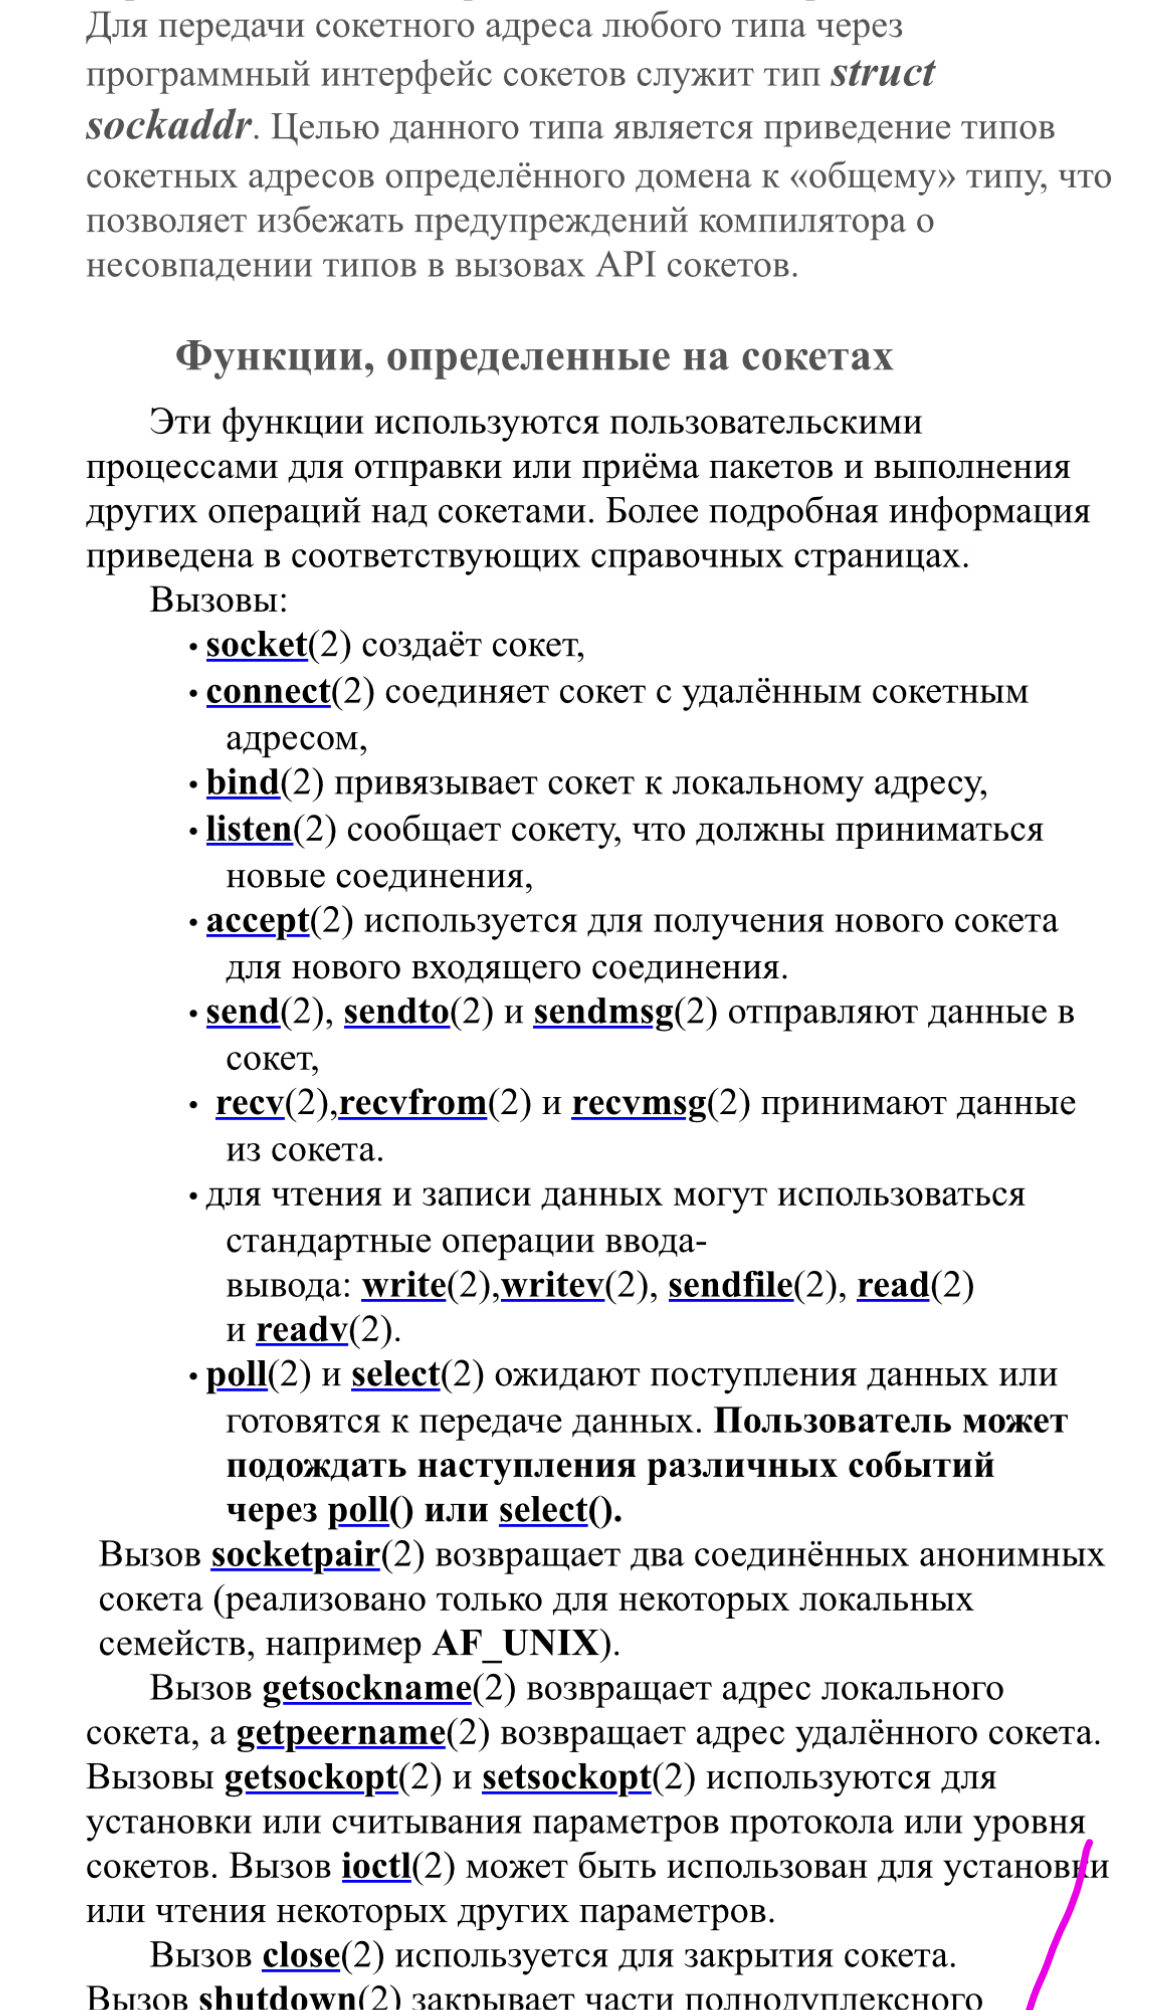 Для передачи сокетного адреса любого типа через
программный интерфейс сокетов служит тип struct
sockaddr. Целью данного типа является приведение типов
сокетных адресов определённого домена к «общему» типу, что
позволяет избежать предупреждений компилятора о
несовпадении типов в вызовах API сокетов.
Функции, определенные на сокетах
Эти функции используются пользовательскими
процессами для отправки или приёма пакетов и выполнения
других операций над сокетами. Более подробная информация
приведена в соответствующих справочных страницах.
Вызовы:
• socket(2) создаёт сокет,
• connect(2) соединяет сокет с удалённым сокетным
адресом,
• bind(2) привязывает сокет к локальному адресу,
• listen(2) сообщает сокету, что должны приниматься
новые соединения,
• accept(2) используется для получения нового сокета
для нового входящего соединения.
• send(2), sendto(2) и sendmsg(2) отправляют данные в
сокет,
• recv(2),recvfrom(2) и recvmsg(2) принимают данные
из сокета.
• для чтения и записи данных могут использоваться
стандартные операции ввода-
вывода: write(2),writev(2), sendfile(2), read(2)
и readv(2).
• poll(2) и select(2) ожидают поступления данных или
готовятся к передаче данных. Пользователь может
подождать наступления различных событий
через poll() или select().
Вызов socketpair(2) возвращает два соединённых анонимных
сокета (реализовано только для некоторых локальных
семейств, например AF_UNIX).
Вызов getsockname(2) возвращает адрес локального
сокета, а getpeername(2) возвращает адрес удалённого сокета.
Вызовы getsockopt(2) и setsockopt(2) используются для
установки или считывания параметров протокола или уровня
сокетов. Вызов ioctl(2) может быть использован для установки
или чтения некоторых других параметров.
Вызов close(2) используется для закрытия сокета.
Вызов shutdown(2) закрывает части полнодуплексного